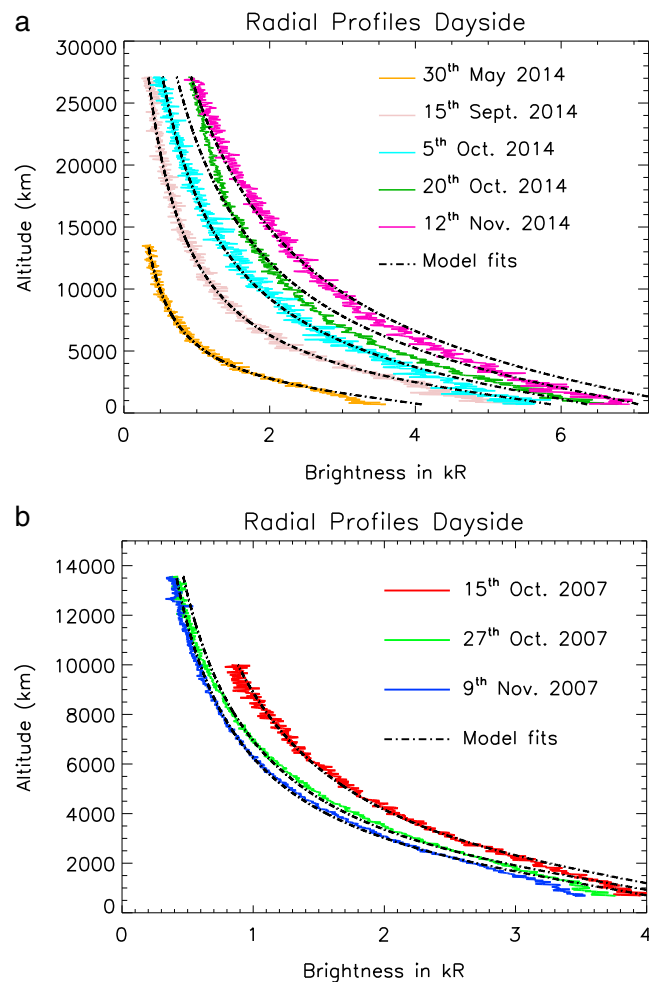 a
Radial Profiles Dayside
30000
25000
20000
15000
10000
5000
0
Altitude (km)
30th May 2014
15th Sept. 2014
5th Oct. 2014
20th Oct. 2014
12th Nov. 2014
Model fits
0 2 4 6
Brightness in kR
b
Radial Profiles Dayside
14000
12000
10000
8000
6000
4000
2000
0
Altitude (km)
15th Oct. 2007
27th Oct. 2007
9th Nov. 2007
Model fits
0 1 2 3 4
Brightness in kR